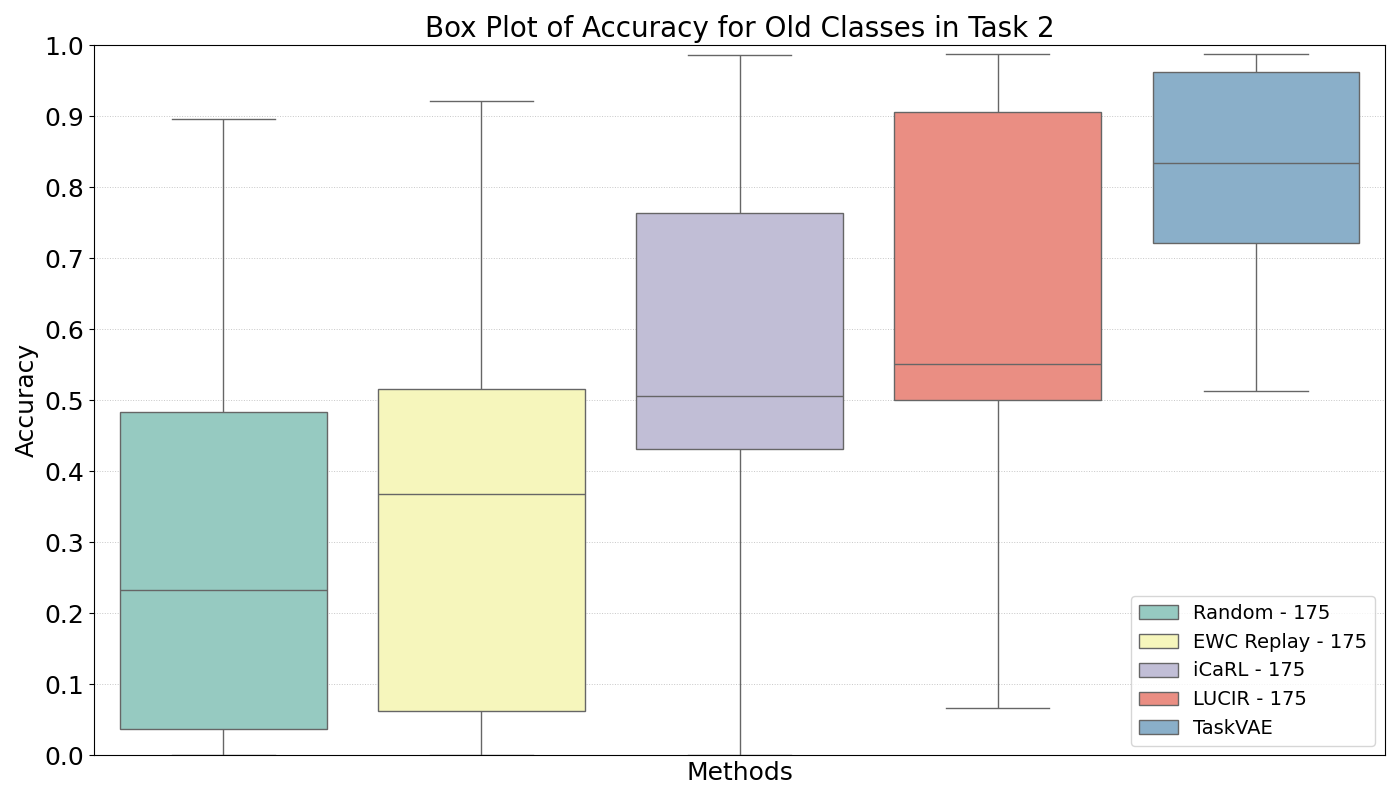 Box Plot of Accuracy for Old Classes in Task 2
1.0
0.9
0.8
0.7
0.6
0.5
0.4
0.3
0.2
0.1
0.0
Accuracy
Methods
Random - 175
EWC Replay - 175
iCaRL - 175
LUCIR - 175
TaskVAE